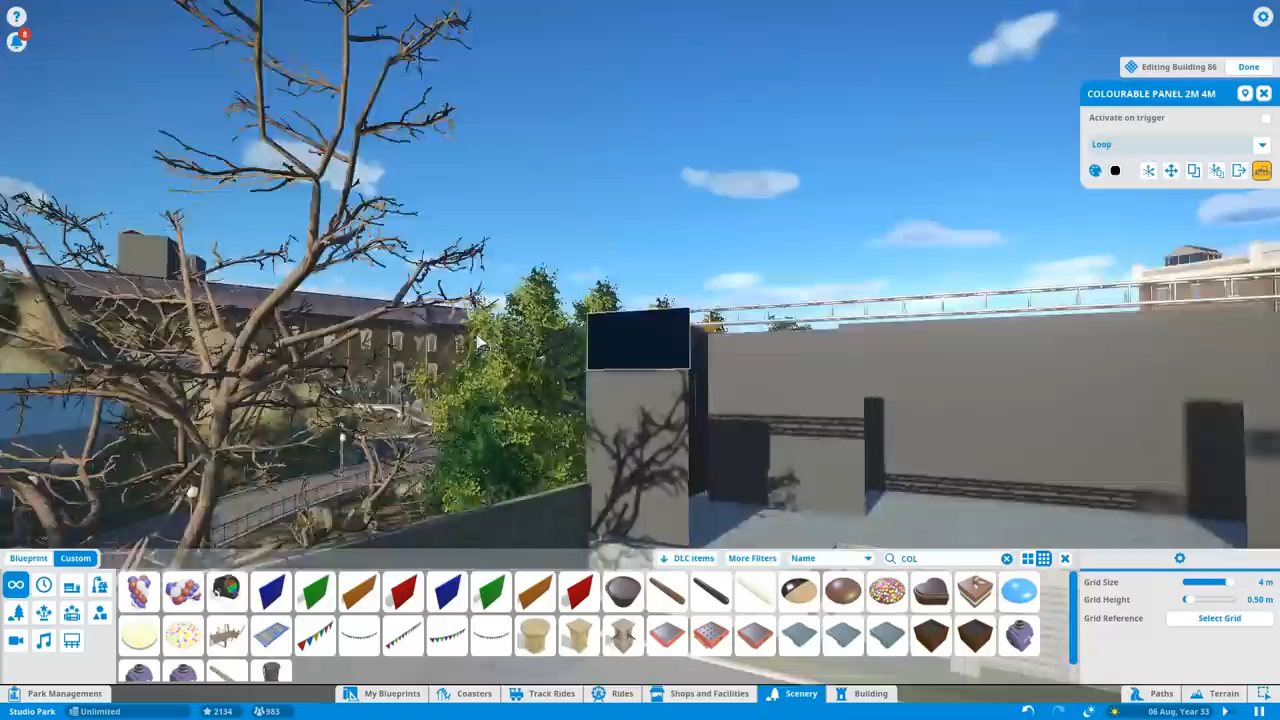 8
Editing Building 86 Done
COLOURABLE PANEL 2M 4M
Activate on trigger
Loop
Blueprint Custom DLC items More Filters Name COL
Grid Size 4 m
Grid Height 0.50 m
Grid Reference Select Grid
Park Management My Blueprints Coasters Track Rides Rides Shops and Facilities Scenery Building Paths Terrain
Studio Park Unlimited 2134 983 06 Aug, Year 33